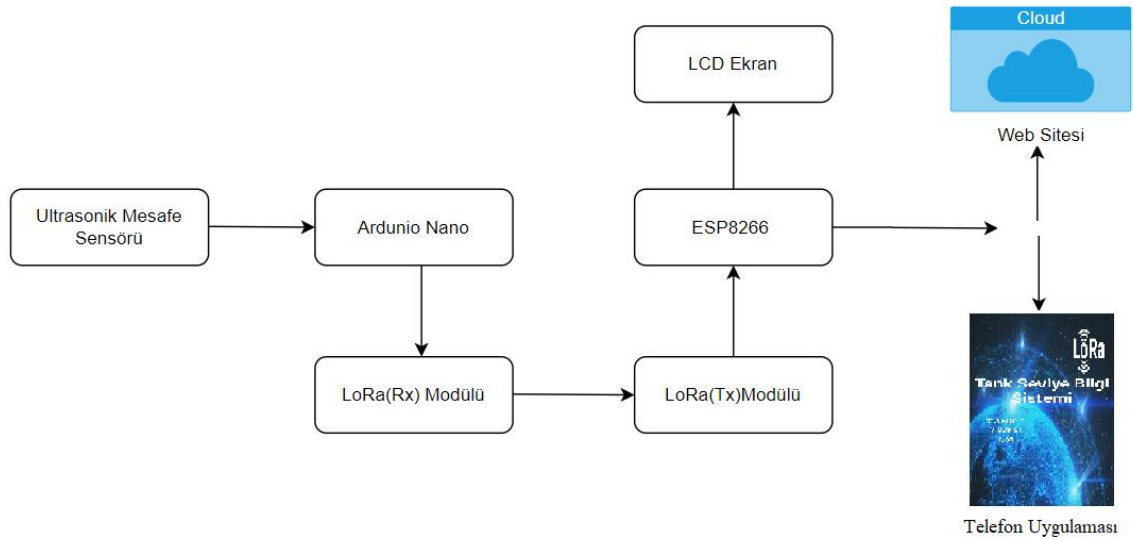 Cloud
LCD Ekran
Web Sitesi
Ultrasonik Mesafe
Sensörü
Ardunio Nano
ESP8266
LoRa(Rx) Modülü
LoRa(Tx)Modülü
LoRa
Tank Seviye Bilgi
Sistemi
Telefon Uygulaması